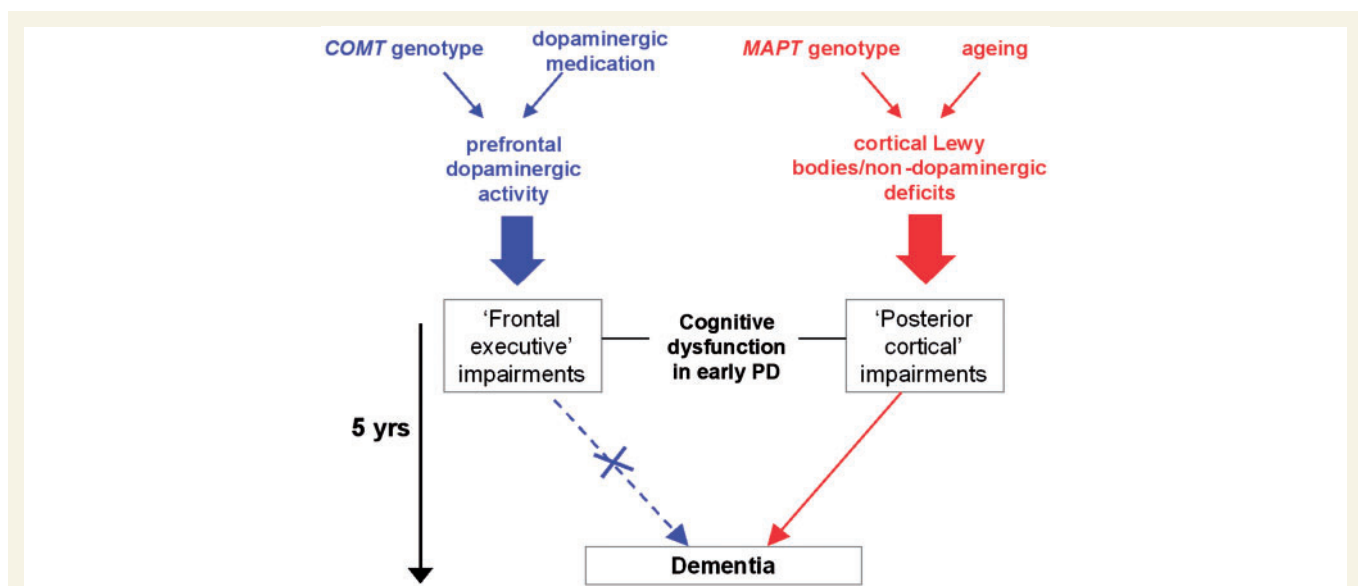 COMT genotype
dopaminergic
medication
MAPT genotype
ageing
prefrontal
dopaminergic
activity
cortical Lewy
bodies/non-dopaminergic
deficits
‘Frontal
executive’
impairments
Cognitive
dysfunction
in early PD
‘Posterior
cortical’
impairments
5 yrs
Dementia